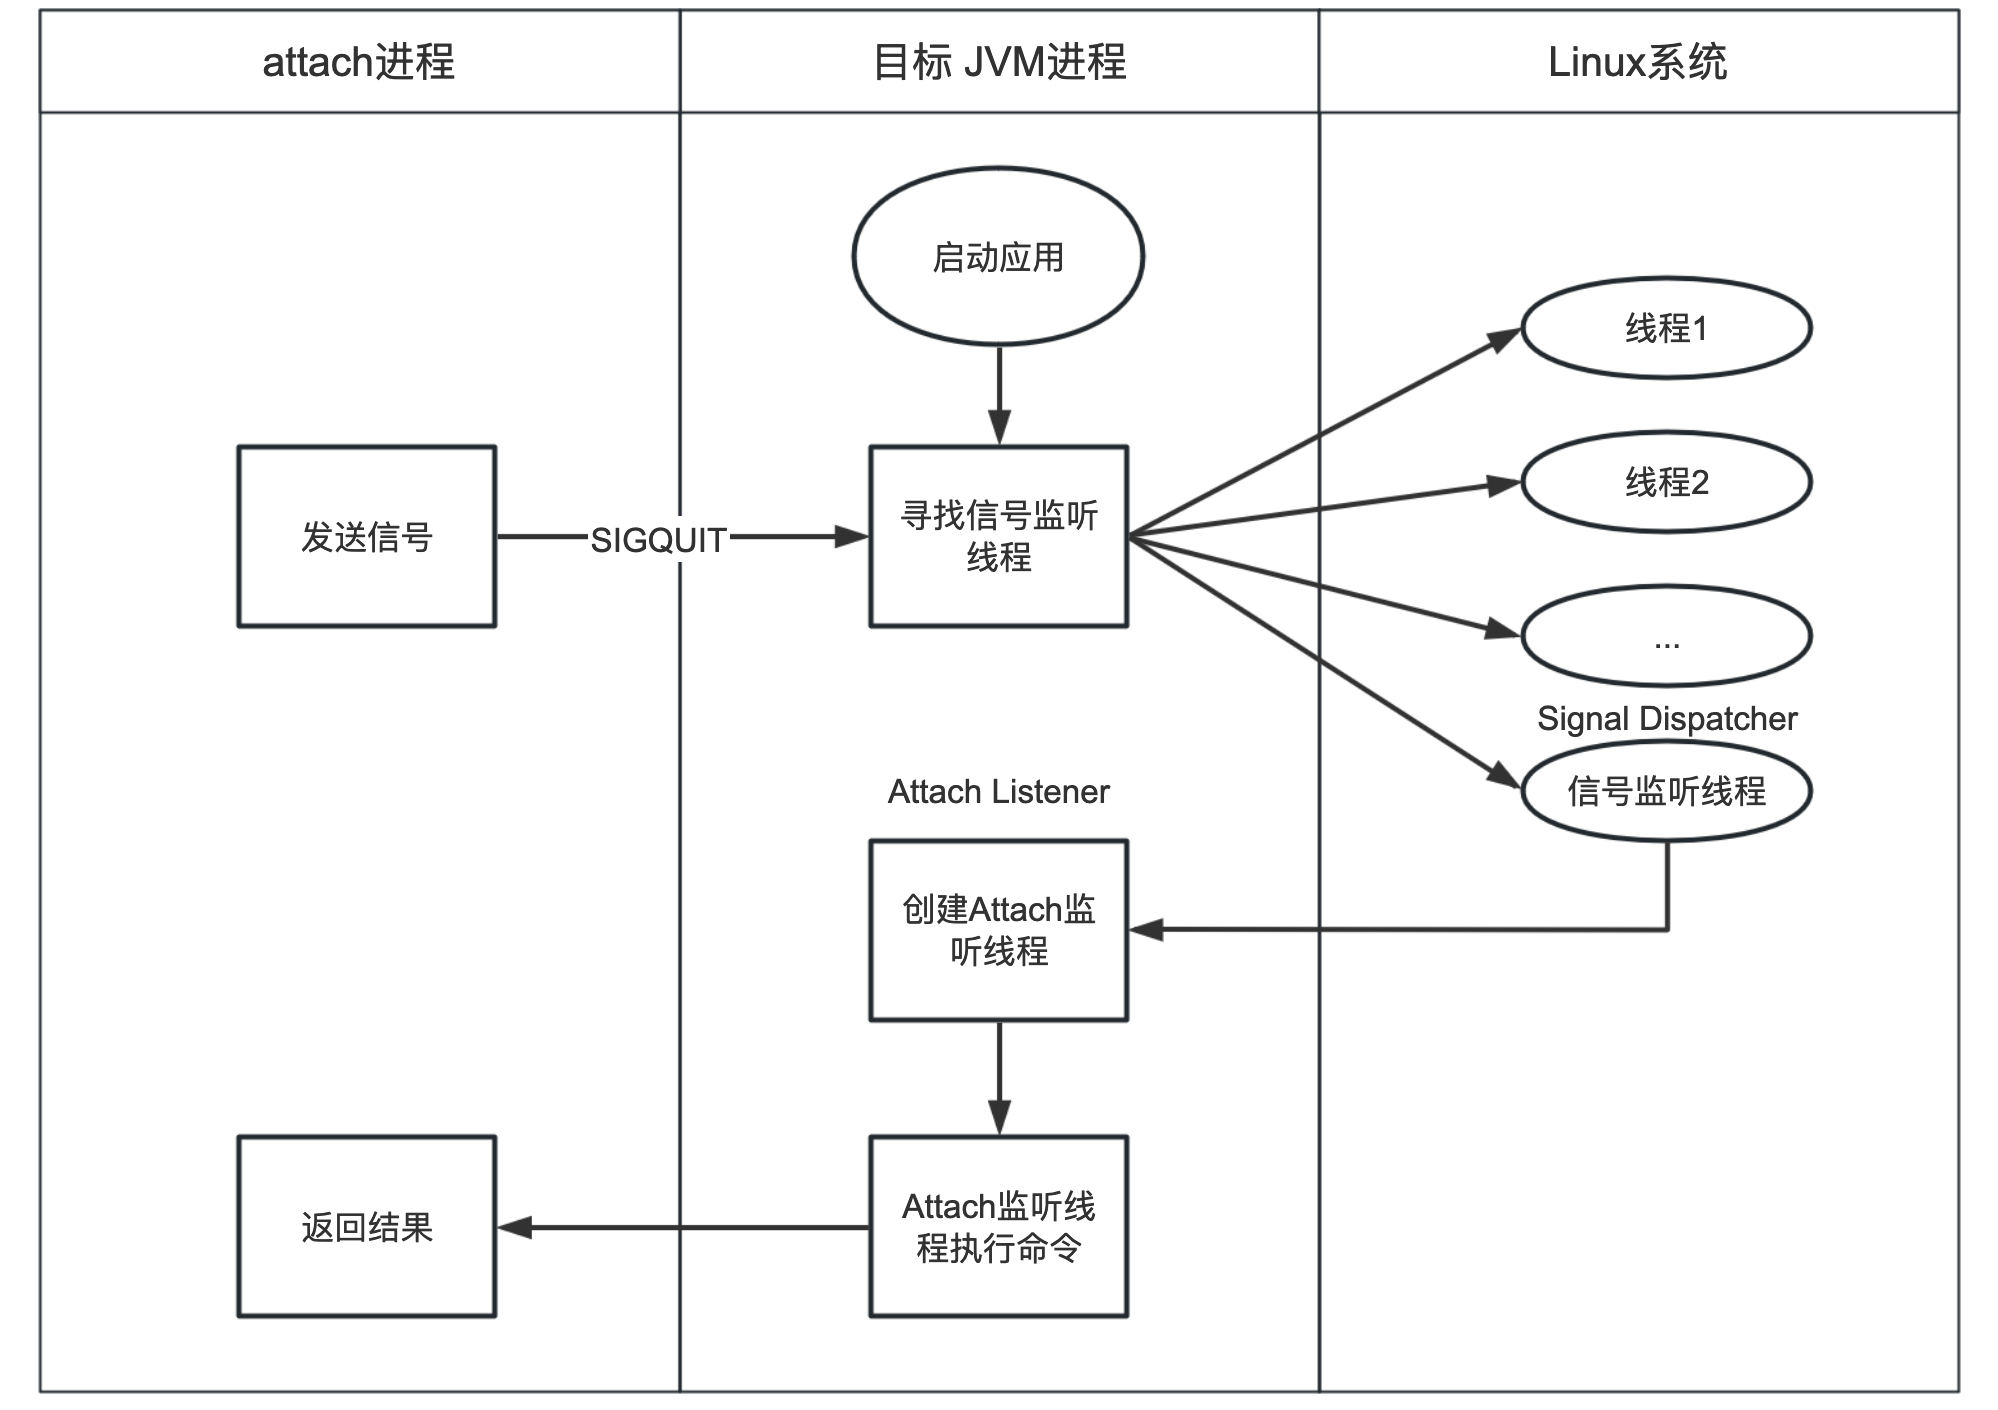 attach进程
目标 JVM进程
Linux系统
启动应用
线程1
线程2
发送信号
SIGQUIT
寻找信号监听
线程
...
Signal Dispatcher
信号监听线程
Attach Listener
创建Attach监
听线程
Attach监听线
程执行命令
返回结果